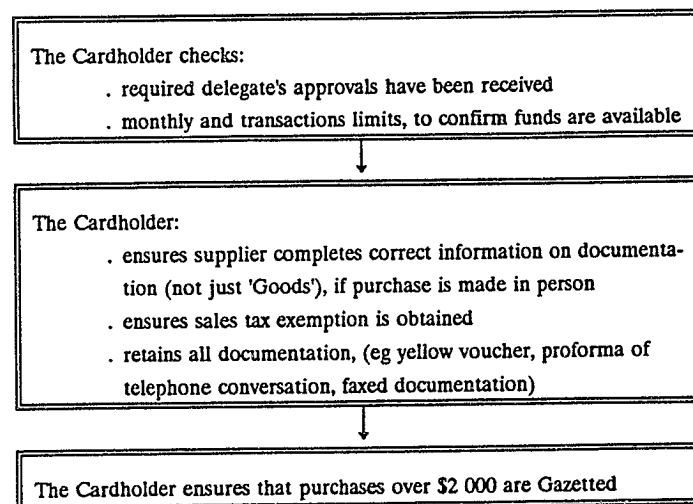 The Cardholder checks:
. required delegate's approvals have been received
. monthly and transactions limits, to confirm funds are available
The Cardholder:
. ensures supplier completes correct information on documenta-
tion (not just 'Goods'), if purchase is made in person
. ensures sales tax exemption is obtained
. retains all documentation, (eg yellow voucher, proforma of
telephone conversation, faxed documentation)
The Cardholder ensures that purchases over $2 000 are Gazetted